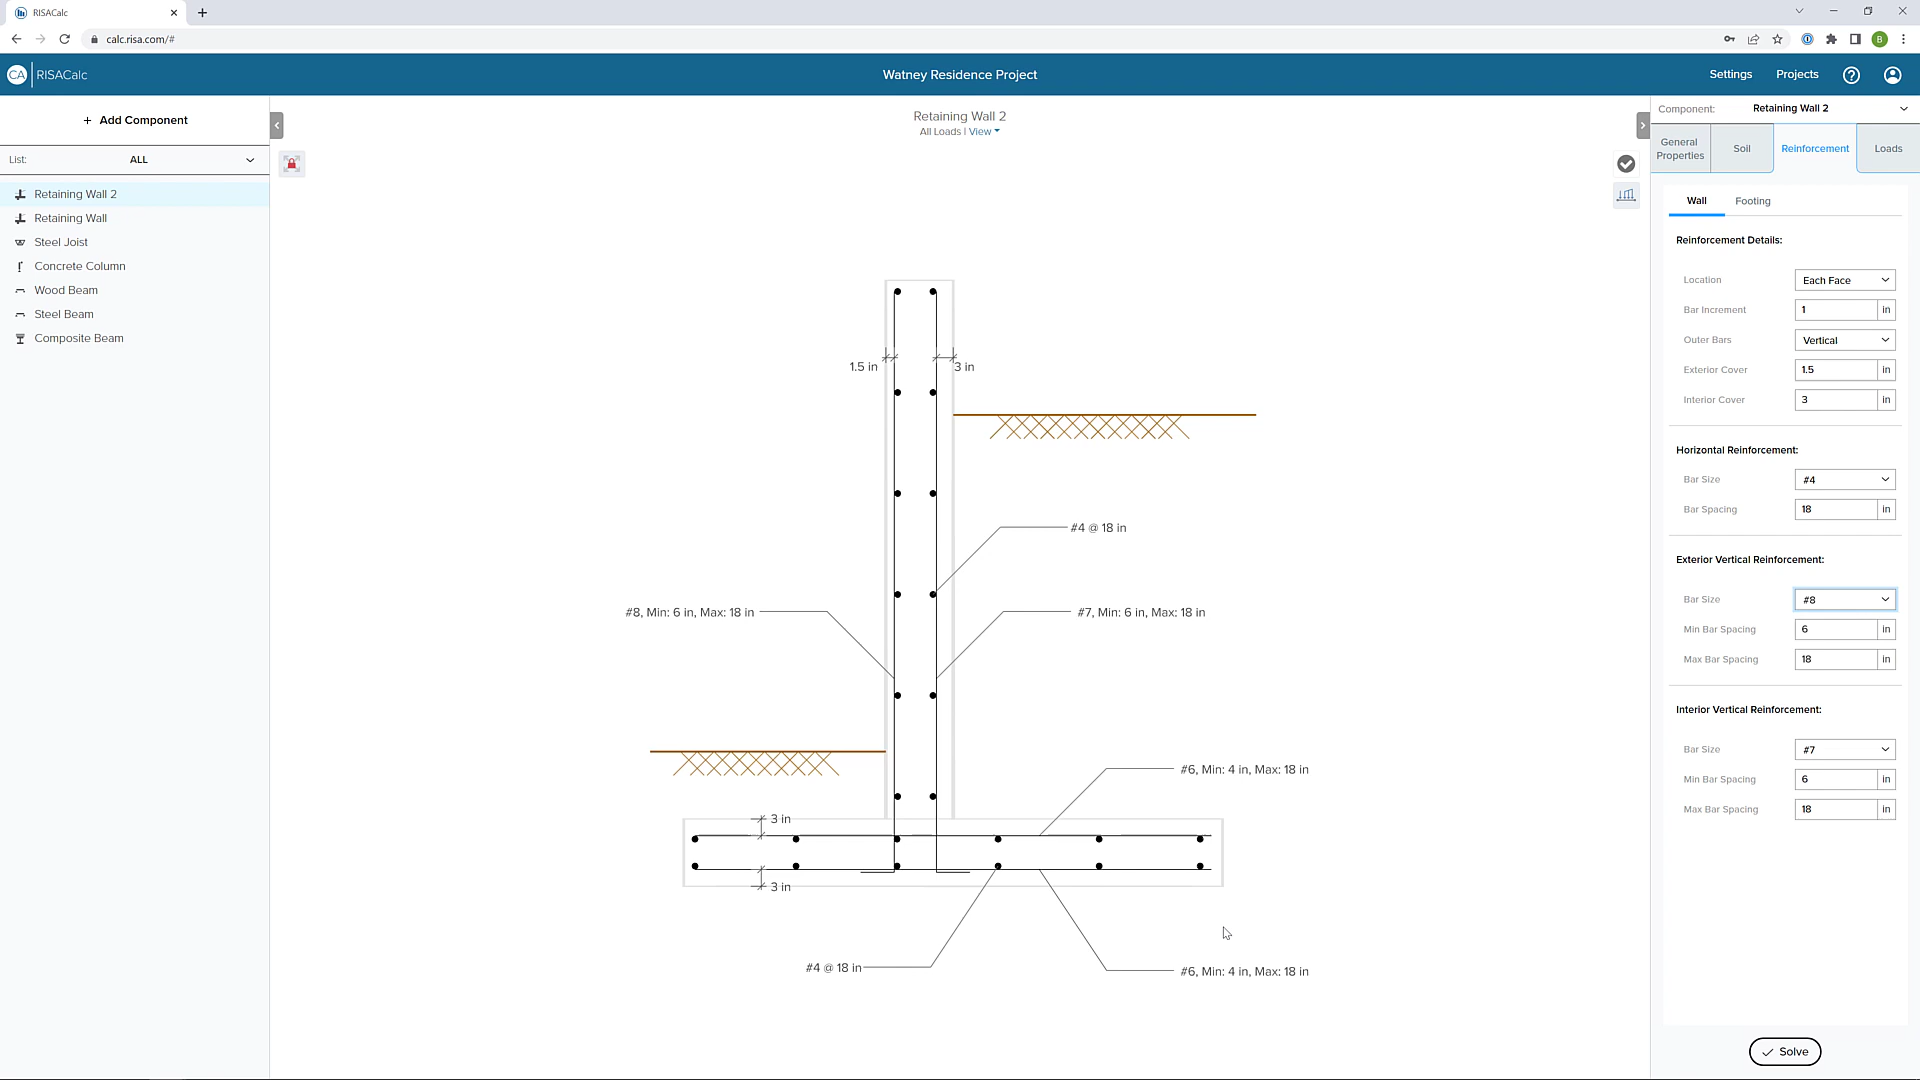 RISACalc
calc.risa.com/#
B
CA RISACalc
Watney Residence Project
Settings Projects
+ Add Component
List: ALL
Retaining Wall 2
Retaining Wall
Steel Joist
Concrete Column
Wood Beam
Steel Beam
Composite Beam
Retaining Wall 2
All Loads | View
1.5 in
3 in
#4 @ 18 in
#8, Min: 6 in, Max: 18 in
#7, Min: 6 in, Max: 18 in
#6, Min: 4 in, Max: 18 in
3 in
3 in
#4 @ 18 in
#6, Min: 4 in, Max: 18 in
Component: Retaining Wall 2
General
Properties
Soil
Reinforcement
Loads
Wall Footing
Reinforcement Details:
Location Each Face
Bar Increment 1 in
Outer Bars Vertical
Exterior Cover 1.5 in
Interior Cover 3 in
Horizontal Reinforcement:
Bar Size #4
Bar Spacing 18 in
Exterior Vertical Reinforcement:
Bar Size #8
Min Bar Spacing 6 in
Max Bar Spacing 18 in
Interior Vertical Reinforcement:
Bar Size #7
Min Bar Spacing 6 in
Max Bar Spacing 18 in
Solve